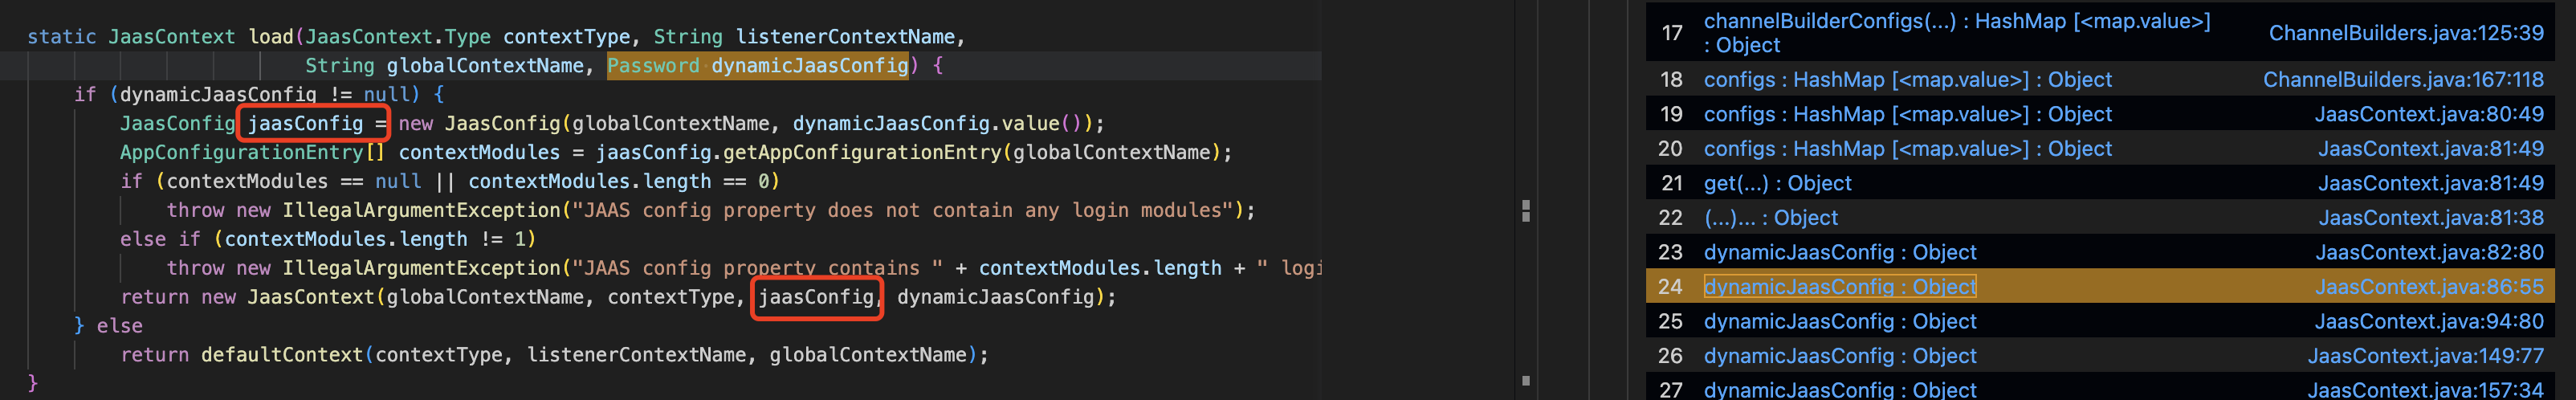 static JaasContext load(JaasContext.Type contextType, String listenerContextName,
String globalContextName, Password dynamicJaasConfig) {
if (dynamicJaasConfig != null) {
JaasConfig jaasConfig = new JaasConfig(globalContextName, dynamicJaasConfig.value());
AppConfigurationEntry[] contextModules = jaasConfig.getAppConfigurationEntry(globalContextName);
if (contextModules == null || contextModules.length == 0)
throw new IllegalArgumentException("JAAS config property does not contain any login modules");
else if (contextModules.length != 1)
throw new IllegalArgumentException("JAAS config property contains " + contextModules.length + " logi
return new JaasContext(globalContextName, contextType, jaasConfig, dynamicJaasConfig);
} else
return defaultContext(contextType, listenerContextName, globalContextName);
}
17 channelBuilderConfigs(...) : HashMap [<map.value>] : Object ChannelBuilders.java:125:39
18 configs : HashMap [<map.value>] : Object ChannelBuilders.java:167:118
19 configs : HashMap [<map.value>] : Object JaasContext.java:80:49
20 configs : HashMap [<map.value>] : Object JaasContext.java:81:49
21 get(...) : Object JaasContext.java:81:49
22 (...)... : Object JaasContext.java:81:38
23 dynamicJaasConfig : Object JaasContext.java:82:80
24 dynamicJaasConfig : Object JaasContext.java:86:55
25 dynamicJaasConfig : Object JaasContext.java:94:80
26 dynamicJaasConfig : Object JaasContext.java:149:77
27 dynamicJaasConfig : Object JaasContext.java:157:34